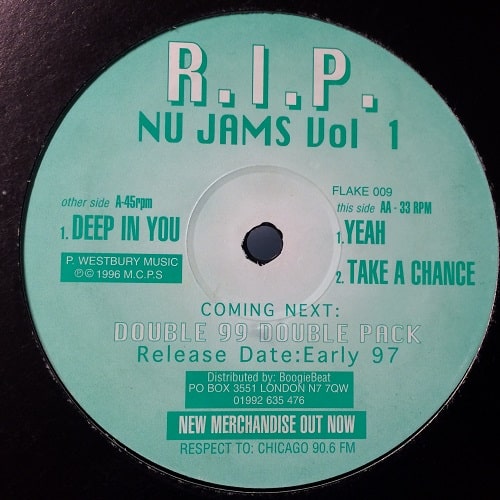 R.I.P.
NU JAMS Vol 1
other side A-45rpm
1. DEEP IN YOU
P. WESTBURY MUSIC
℗© 1996 M.C.P.S
FLAKE 009
this side AA - 33 RPM
1. YEAH
2. TAKE A CHANCE
COMING NEXT:
DOUBLE 99 DOUBLE PACK
Release Date:Early 97
Distributed by: BoogieBeat
PO BOX 3551 LONDON N7 7QW
01992 635 476
NEW MERCHANDISE OUT NOW
RESPECT TO: CHICAGO 90.6 FM